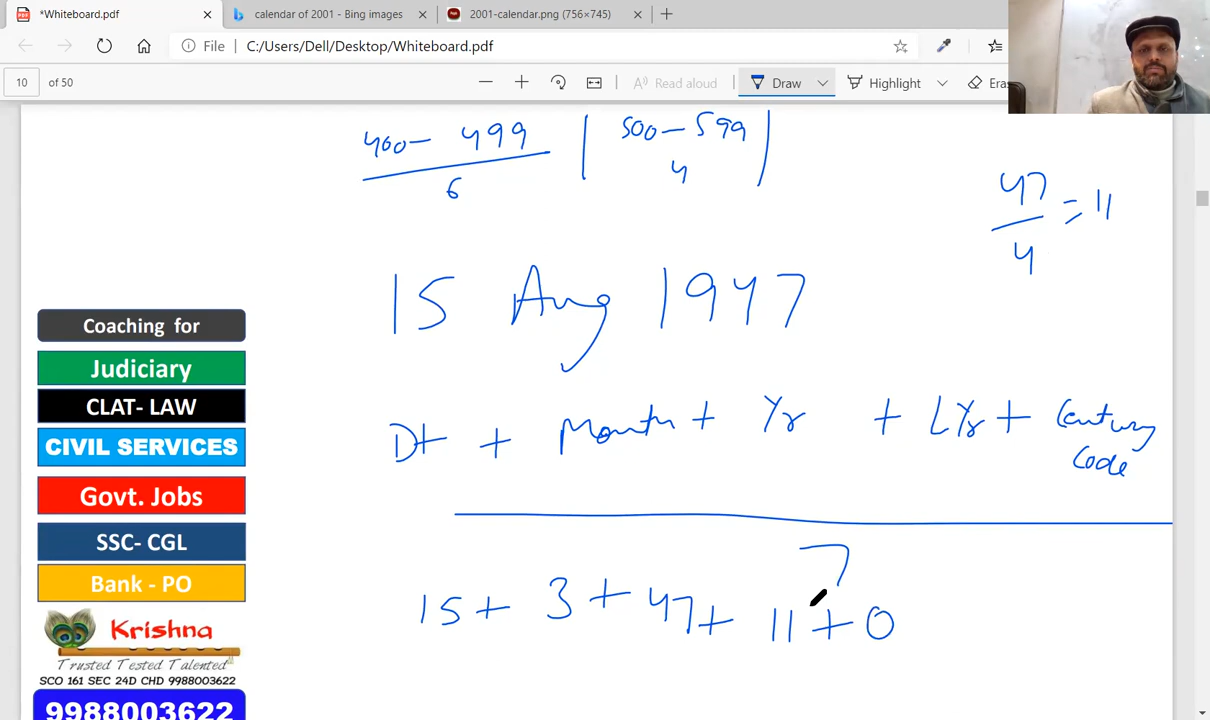 *Whiteboard.pdf
calendar of 2001 - Bing images
2001-calendar.png (756×745)
File
C:/Users/Dell/Desktop/Whiteboard.pdf
10 of 50
Read aloud
Draw
Highlight
Eras
400 - 499
6
500 - 599
4
47
4
= 11
15 Aug 1947
Dt + Month + Yr + LYr + Century Code
7
15 + 3 + 47 + 11 + 0
Coaching for
Judiciary
CLAT- LAW
CIVIL SERVICES
Govt. Jobs
SSC- CGL
Bank - PO
Krishna
Trusted Tested Talented
SCO 161 SEC 24D CHD 9988003622
9988003622